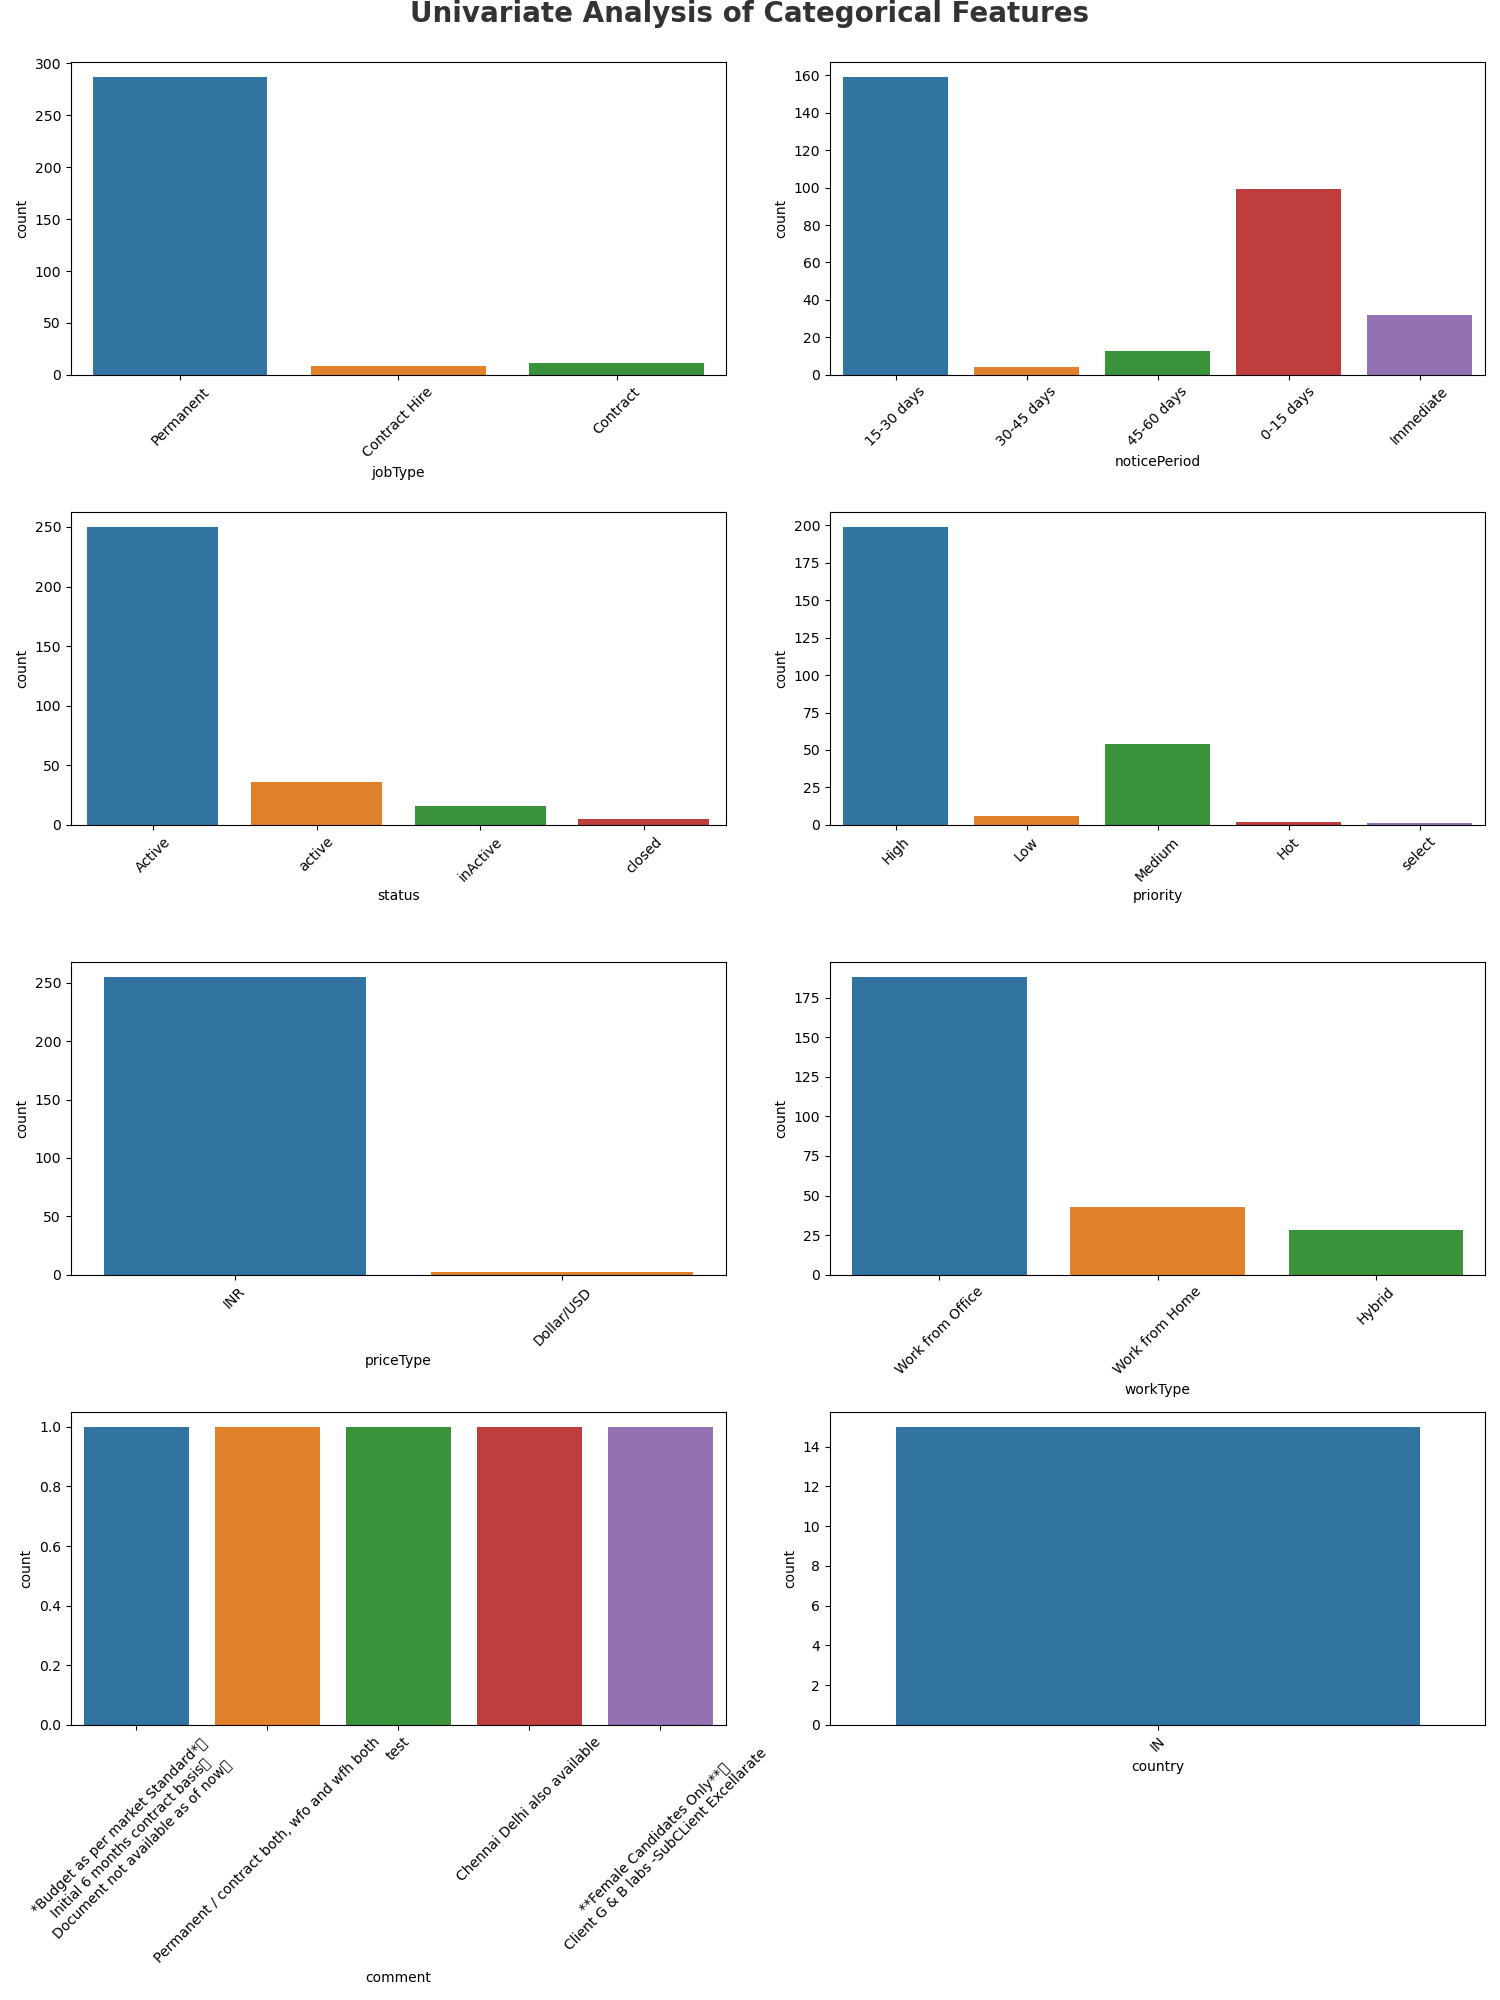 Univariate Analysis of Categorical Features
300
250
200
150
100
50
0
count
Permanent
Contract Hire
Contract
jobType
160
140
120
100
80
60
40
20
0
count
15-30 days
30-45 days
45-60 days
0-15 days
Immediate
noticePeriod
250
200
150
100
50
0
count
Active
active
inActive
closed
status
200
175
150
125
100
75
50
25
0
count
High
Low
Medium
Hot
select
priority
250
200
150
100
50
0
count
INR
Dollar/USD
priceType
175
150
125
100
75
50
25
0
count
Work from Office
Work from Home
Hybrid
workType
1.0
0.8
0.6
0.4
0.2
0.0
count
*Budget as per market Standard*
Initial 6 months contract basis
Document not available as of now
Permanent / contract both, wfo and wfh both
test
Chennai Delhi also available
**Female Candidates Only**
Client G & B labs -SubCLient Excellarate
comment
14
12
10
8
6
4
2
0
count
IN
country